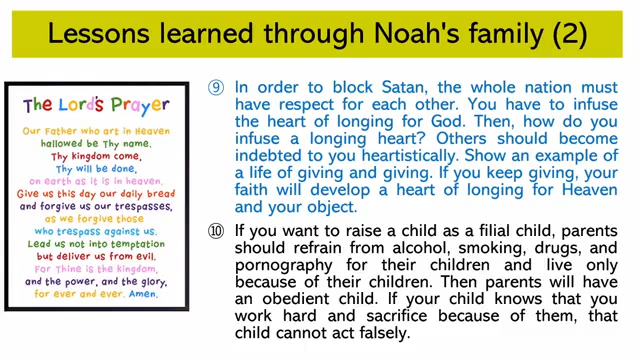 Lessons learned through Noah's family (2)
The Lord's Prayer
Our Father who art in Heaven
hallowed be Thy name.
Thy kingdom come,
Thy will be done,
on earth as it is in heaven.
Give us this day our daily bread
and forgive us our trespasses,
as we forgive those
who trespass against us.
Lead us not into temptation
but deliver us from evil.
For Thine is the kingdom,
and the power, and the glory,
for ever and ever. Amen.
⑨ In order to block Satan, the whole nation must
have respect for each other. You have to infuse
the heart of longing for God. Then, how do you
infuse a longing heart? Others should become
indebted to you heartistically. Show an example of
a life of giving and giving. If you keep giving, your
faith will develop a heart of longing for Heaven
and your object.
⑩ If you want to raise a child as a filial child, parents
should refrain from alcohol, smoking, drugs, and
pornography for their children and live only
because of their children. Then parents will have
an obedient child. If your child knows that you
work hard and sacrifice because of them, that
child cannot act falsely.